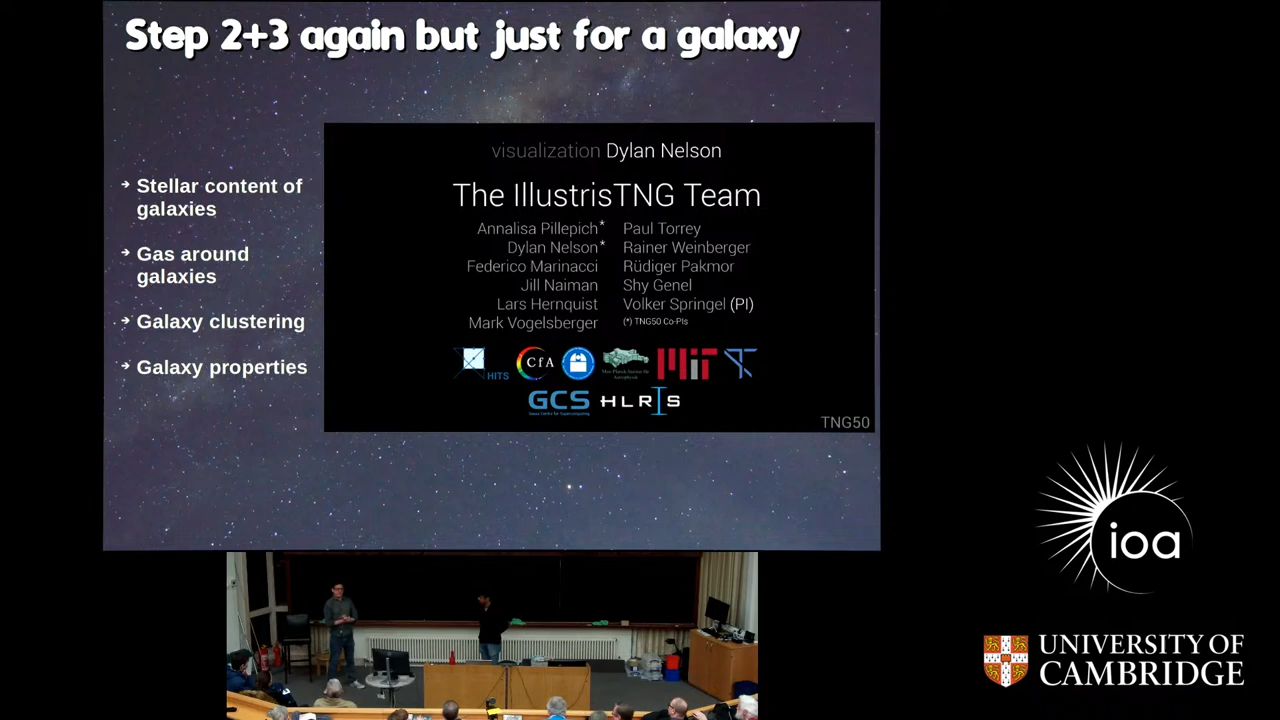 Step 2+3 again but just for a galaxy
→ Stellar content of
galaxies
→ Gas around
galaxies
→ Galaxy clustering
→ Galaxy properties
visualization Dylan Nelson
The IllustrisTNG Team
Annalisa Pillepich* Paul Torrey
Dylan Nelson* Rainer Weinberger
Federico Marinacci Rüdiger Pakmor
Jill Naiman Shy Genel
Lars Hernquist Volker Springel (PI)
Mark Vogelsberger (*) TNG50 Co-PIs
HITS CfA MIT
GCS HLRIS
TNG50
ioa
UNIVERSITY OF
CAMBRIDGE